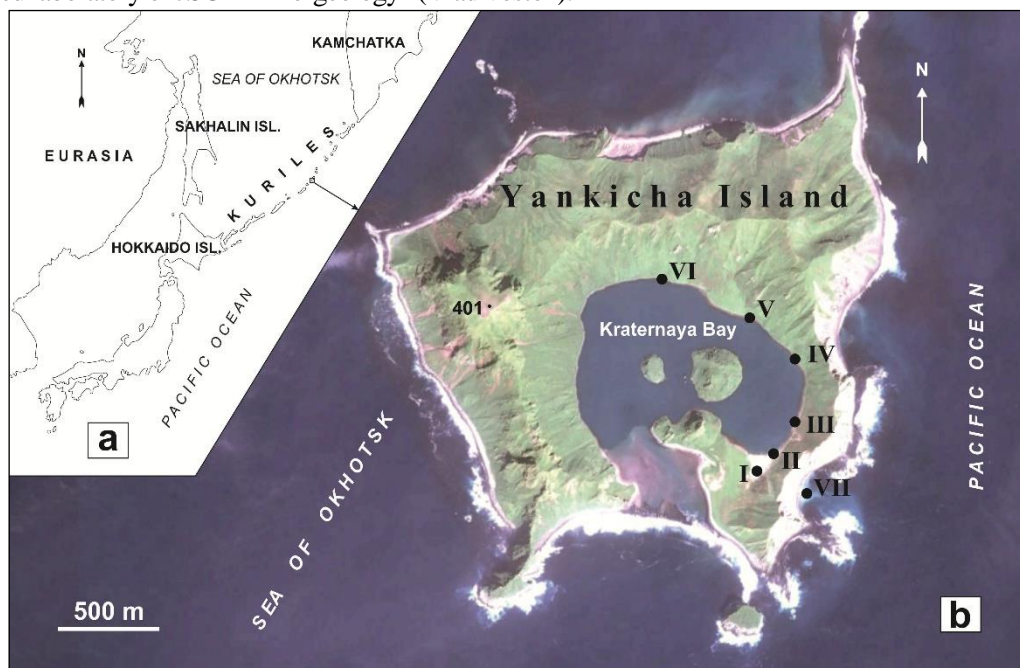 N
KAMCHATKA
SEA OF OKHOTSK
SAKHALIN ISL.
EURASIA
KURILES
HOKKAIDO ISL.
PACIFIC OCEAN
a
N
Yankicha Island
VI
401
Kraternaya Bay
V
IV
III
II
I
VII
PACIFIC OCEAN
SEA OF OKHOTSK
500 m
b